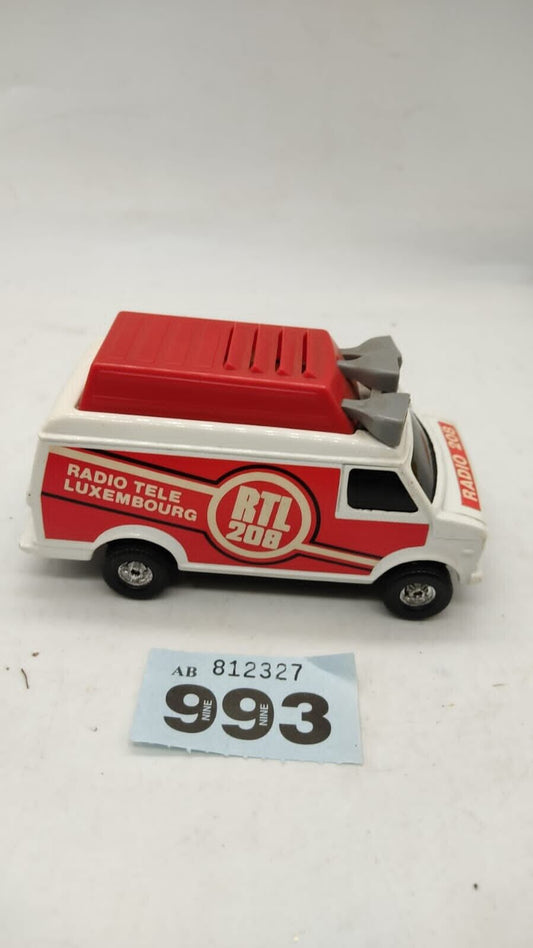 RADIO TELE
LUXEMBOURG
RTL
208
RADIO 208
AB 812327
993
NINE
NINE